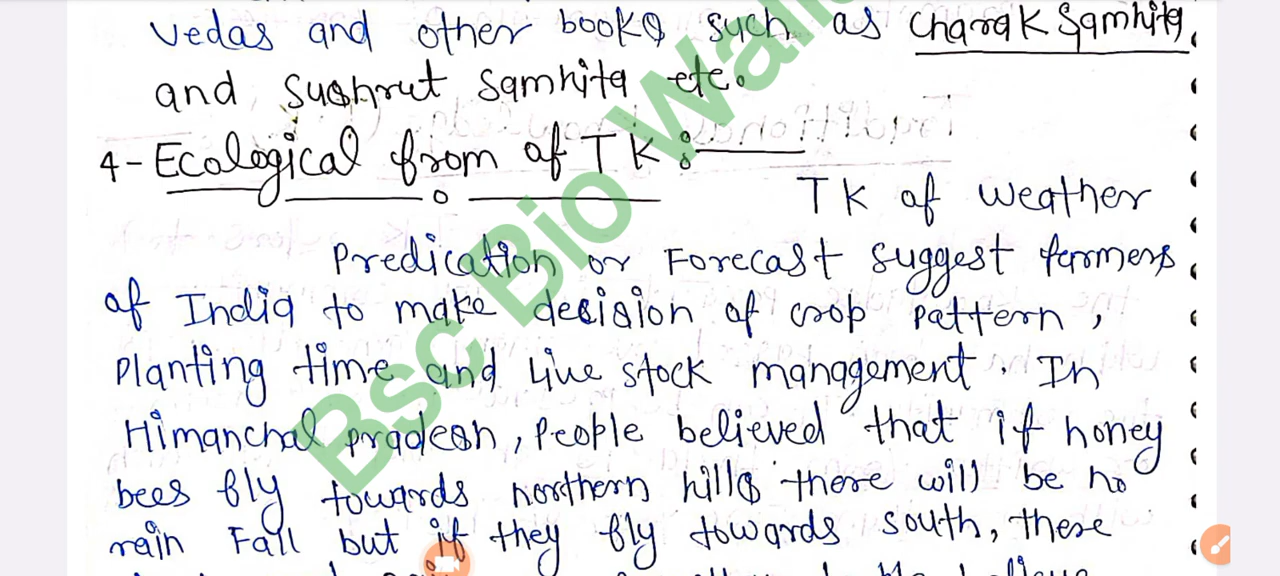 Vedas and other books such as Charak Samhita
and Sushrut Samhita etc.
4- Ecological from of TK :
TK of weather
Predication or Forecast suggest formers
of India to make decision of crop pattern,
Planting time and Live stock management. In
Himanchal pradesh, People believed that if honey
bees fly towards northern hills there will be no
rain Fall but if they fly towards south, there
Bsc Bio